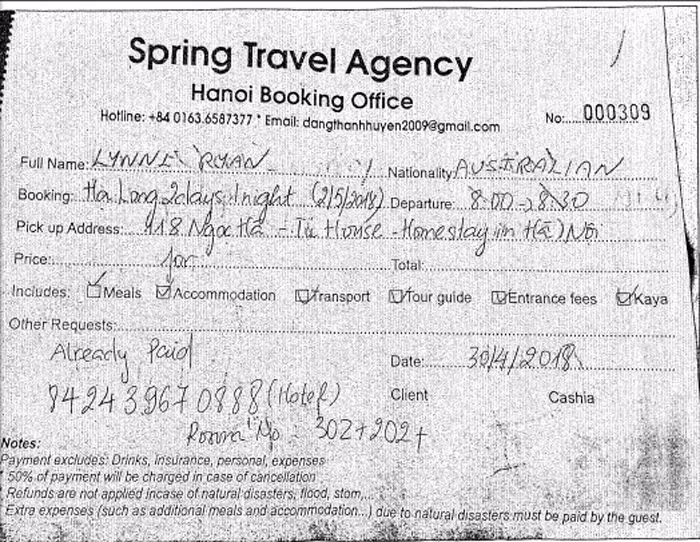 Spring Travel Agency
Hanoi Booking Office
Hotline: +84 0163.6587377 * Email: dangthanhhuyen2009@gmail.com
No:.....000309
Full Name: LYNNE RYAN Nationality: AUSTRALIAN
Booking: Ha Long 2days 1night (2/5/2018) Departure: 8:00 -> 8:30
Pick up Address: 418 Ngoc Hà - Tü House - Homestay in Hà Nội
Price: Total:
Includes: Meals Accommodation Transport Tour guide Entrance fees Kaya
Other Requests:
Already Paid Date: 30/4/2018
84243967 0888 (Hotel) Client Cashia
Room No: 302+202+
Notes:
Payment excludes: Drinks, insurance, personal, expenses
* 50% of payment will be charged in case of cancellation
* Refunds are not applied incase of natural disasters, flood, stom,...
* Extra expenses (such as additional meals and accommodation...) due to natural disasters must be paid by the guest.